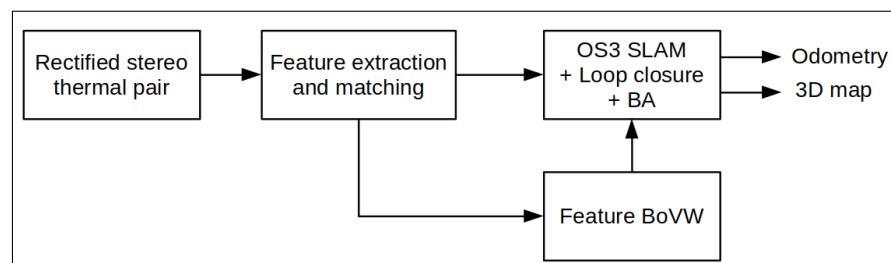 Rectified stereo
thermal pair
Feature extraction
and matching
OS3 SLAM
+ Loop closure
+ BA
Odometry
3D map
Feature BoVW